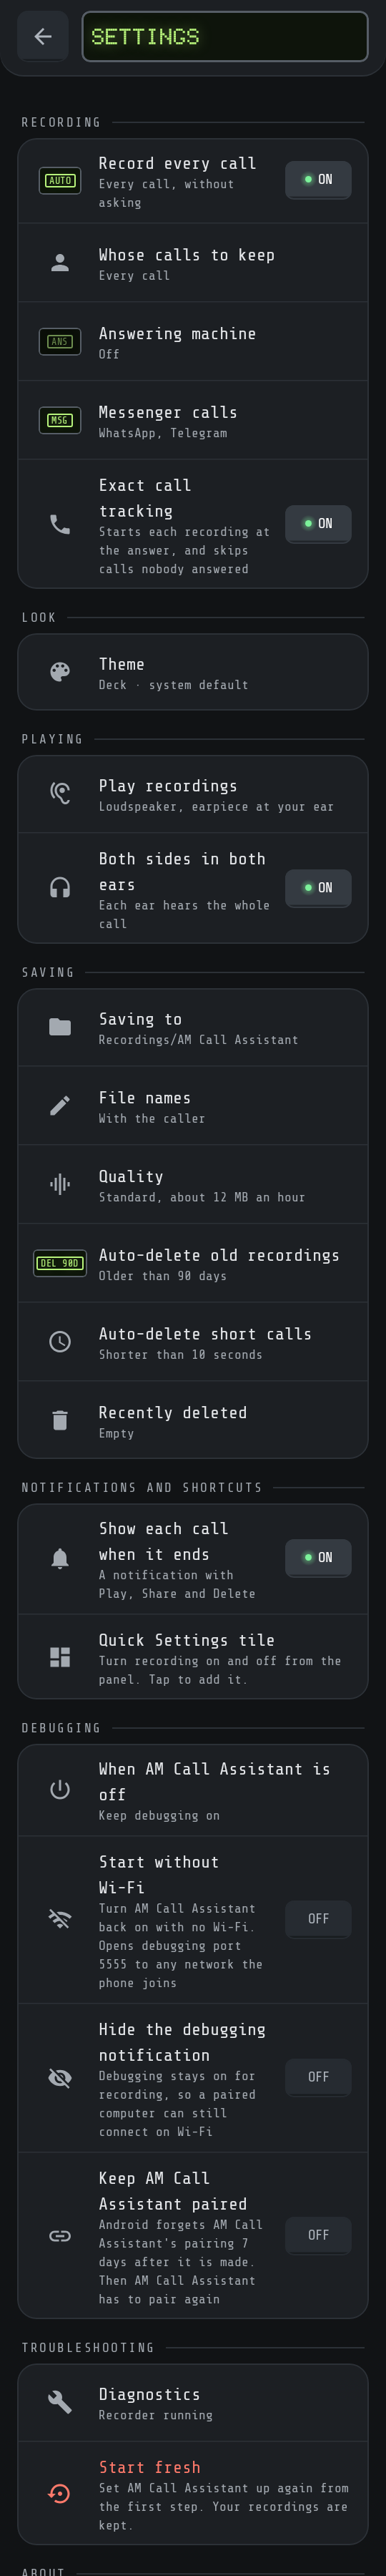 SETTINGS
RECORDING
AUTO
Record every call
Every call, without
asking
ON
Whose calls to keep
Every call
ANS
Answering machine
Off
MSG
Messenger calls
WhatsApp, Telegram
Exact call
tracking
Starts each recording at
the answer, and skips
calls nobody answered
ON
LOOK
Theme
Deck · system default
PLAYING
Play recordings
Loudspeaker, earpiece at your ear
Both sides in both
ears
Each ear hears the whole
call
ON
SAVING
Saving to
Recordings/AM Call Assistant
File names
With the caller
Quality
Standard, about 12 MB an hour
DEL 90D
Auto-delete old recordings
Older than 90 days
Auto-delete short calls
Shorter than 10 seconds
Recently deleted
Empty
NOTIFICATIONS AND SHORTCUTS
Show each call
when it ends
A notification with
Play, Share and Delete
ON
Quick Settings tile
Turn recording on and off from the
panel. Tap to add it.
DEBUGGING
When AM Call Assistant is
off
Keep debugging on
Start without
Wi-Fi
Turn AM Call Assistant
back on with no Wi-Fi.
Opens debugging port
5555 to any network the
phone joins
OFF
Hide the debugging
notification
Debugging stays on for
recording, so a paired
computer can still
connect on Wi-Fi
OFF
Keep AM Call
Assistant paired
Android forgets AM Call
Assistant's pairing 7
days after it is made.
Then AM Call Assistant
has to pair again
OFF
TROUBLESHOOTING
Diagnostics
Recorder running
Start fresh
Set AM Call Assistant up again from
the first step. Your recordings are
kept.
ABOUT